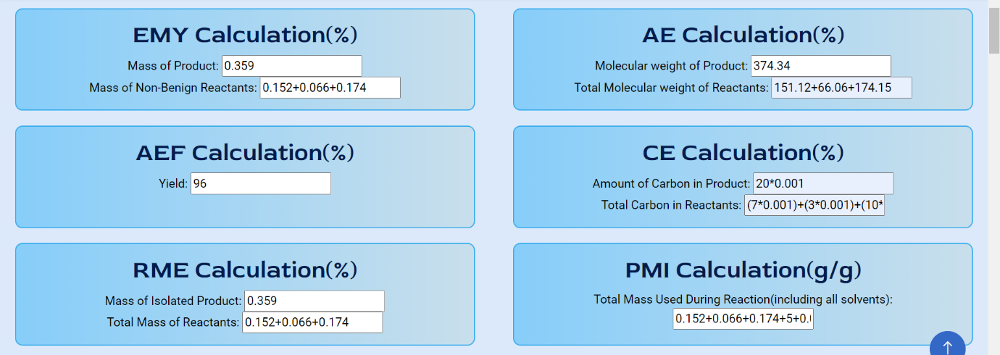 EMY Calculation(%)
Mass of Product: 0.359
Mass of Non-Benign Reactants: 0.152+0.066+0.174
AE Calculation(%)
Molecular weight of Product: 374.34
Total Molecular weight of Reactants: 151.12+66.06+174.15
AEF Calculation(%)
Yield: 96
CE Calculation(%)
Amount of Carbon in Product: 20*0.001
Total Carbon in Reactants: (7*0.001)+(3*0.001)+(10*
RME Calculation(%)
Mass of Isolated Product: 0.359
Total Mass of Reactants: 0.152+0.066+0.174
PMI Calculation(g/g)
Total Mass Used During Reaction(including all solvents):
0.152+0.066+0.174+5+0.